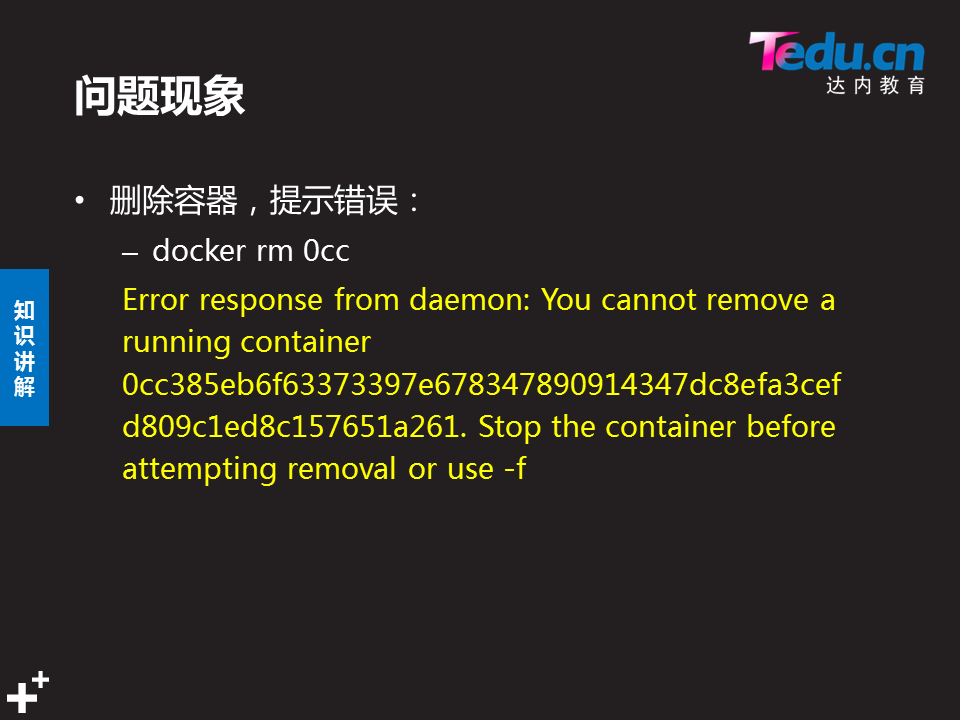 Tedu.cn
达内教育
问题现象
• 删除容器，提示错误：
– docker rm 0cc
Error response from daemon: You cannot remove a
running container
0cc385eb6f63373397e678347890914347dc8efa3cef
d809c1ed8c157651a261. Stop the container before
attempting removal or use -f
知
识
讲
解